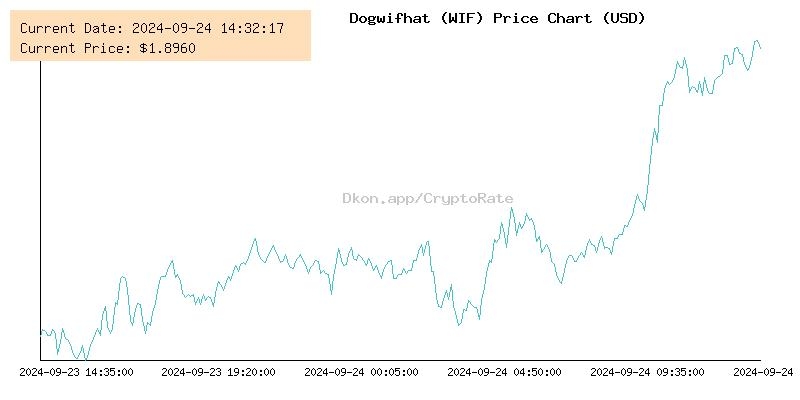 Dogwifhat (WIF) Price Chart (USD)
Current Date: 2024-09-24 14:32:17
Current Price: $1.8960
Dkon.app/CryptoRate
2024-09-23 14:35:00
2024-09-23 19:20:00
2024-09-24 00:05:00
2024-09-24 04:50:00
2024-09-24 09:35:00
2024-09-24